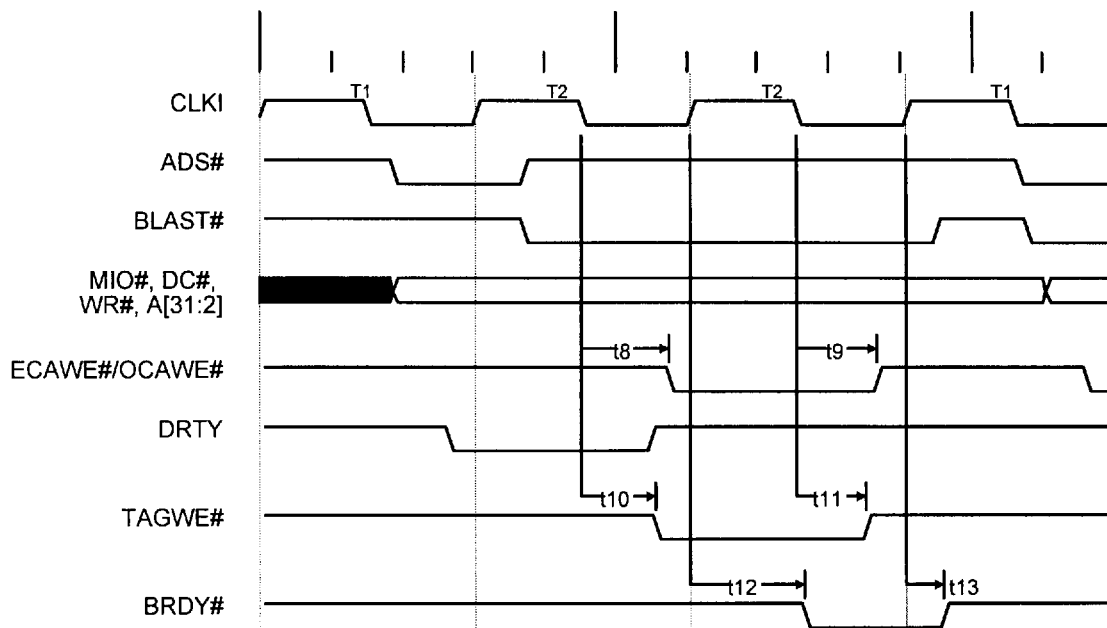 T1 T2 T2 T1
CLKI
ADS#
BLAST#
MIO#, DC#,
WR#, A[31:2]
t8 t9
ECAWE#/OCAWE#
DRTY
t10 t11
TAGWE#
t12 t13
BRDY#